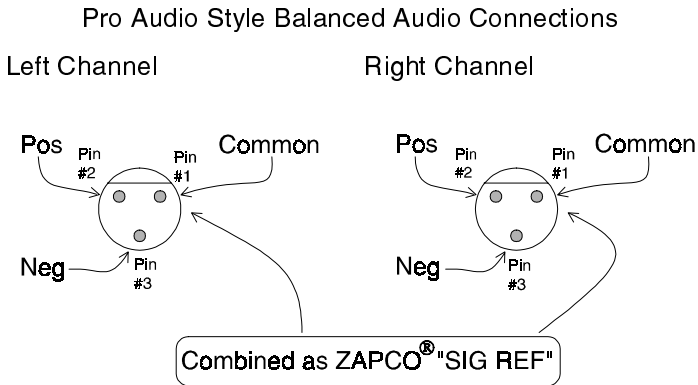 Pro Audio Style Balanced Audio Connections
Left Channel
Right Channel
Pos
Pin
#2
Pin
#1
Common
Neg
Pin
#3
Pos
Pin
#2
Pin
#1
Common
Neg
Pin
#3
Combined as ZAPCO® "SIG REF"